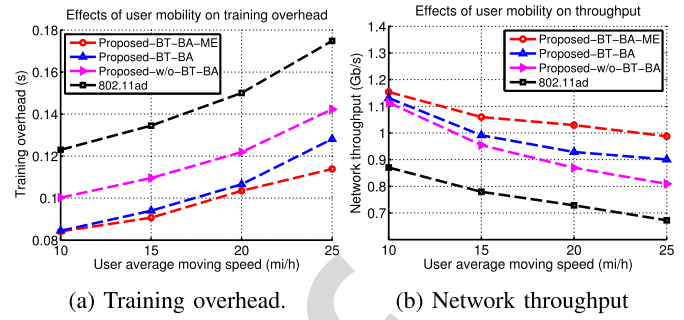 Effects of user mobility on training overhead
0.18
0.16
0.14
0.12
0.1
0.08
Training overhead (s)
Proposed-BT-BA-ME
Proposed-BT-BA
Proposed-w/o-BT-BA
802.11ad
10 15 20 25
User average moving speed (mi/h)
(a) Training overhead.
Effects of user mobility on throughput
1.4
1.3
1.2
1.1
1
0.9
0.8
0.7
Network throughput (Gb/s)
Proposed-BT-BA-ME
Proposed-BT-BA
Proposed-w/o-BT-BA
802.11ad
10 15 20 25
User average moving speed (mi/h)
(b) Network throughput